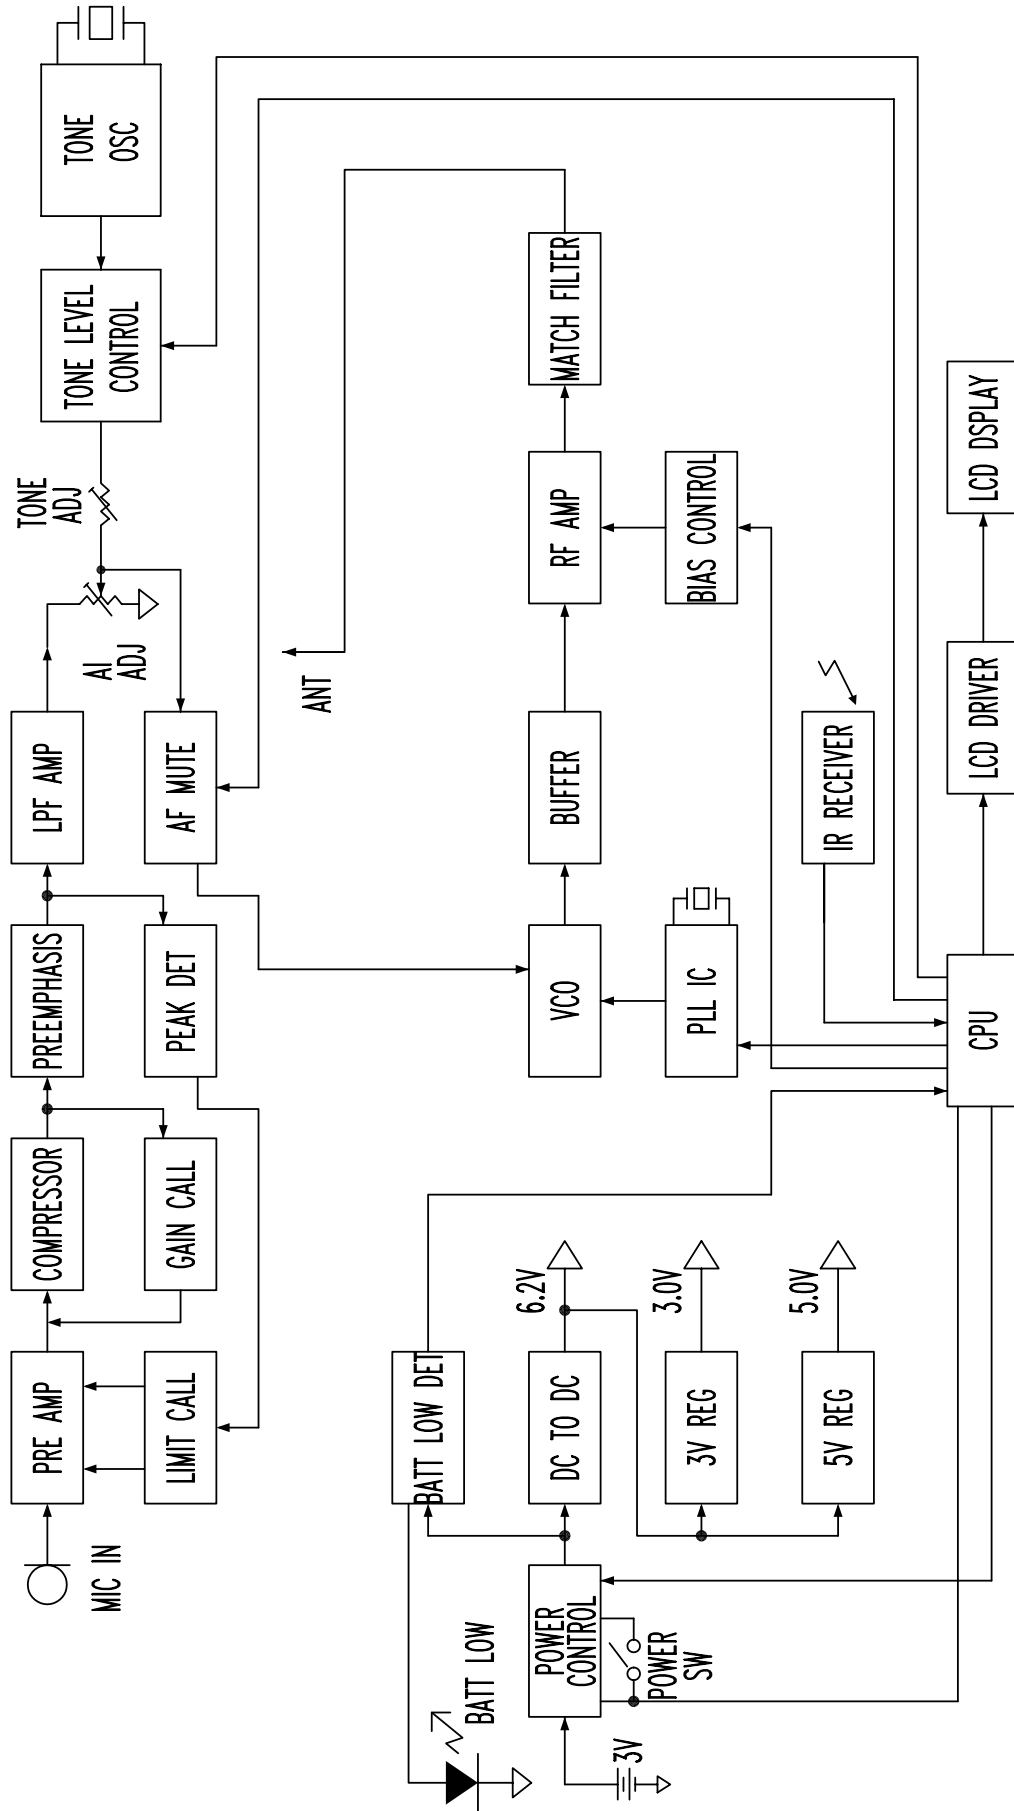 MIC IN
PRE AMP
LIMIT CALL
COMPRESSOR
GAIN CALL
PREEMPHASIS
PEAK DET
LPF AMP
AF MUTE
AI
ADJ
TONE
ADJ
TONE LEVEL
CONTROL
TONE
OSC
ANT
BATT LOW
BATT LOW DET
3V
POWER
CONTROL
POWER
SW
DC TO DC
6.2V
3V REG
3.0V
5V REG
5.0V
VCO
BUFFER
RF AMP
MATCH FILTER
PLL IC
BIAS CONTROL
IR RECEIVER
CPU
LCD DRIVER
LCD DSPLAY